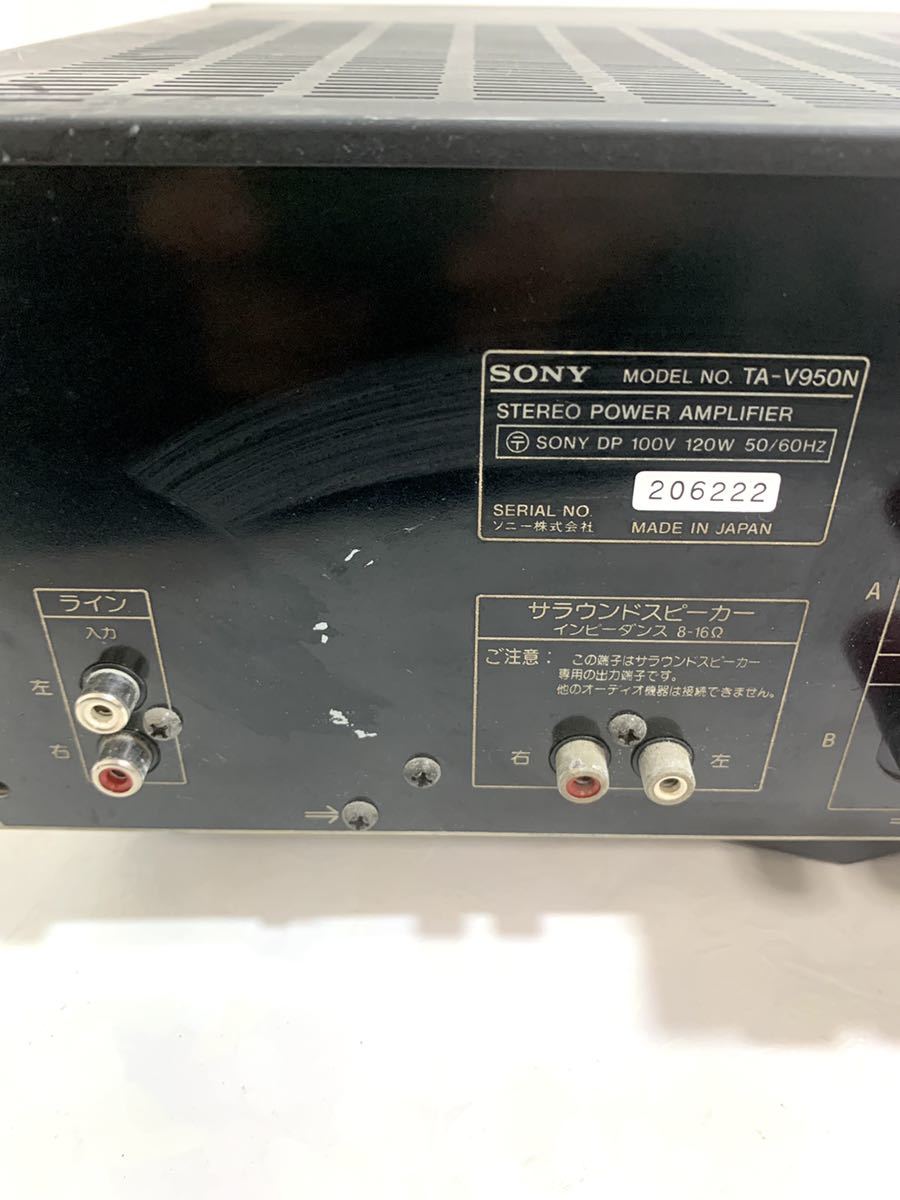 SONY MODEL NO. TA-V950N
STEREO POWER AMPLIFIER
〒 SONY DP 100V 120W 50/60HZ
SERIAL NO. 206222
ソニー株式会社 MADE IN JAPAN
ライン
入力
左
右
サラウンドスピーカー
インピーダンス 8-16Ω
ご注意: この端子はサラウンドスピーカー
専用の出力端子です。
他のオーディオ機器は接続できません。
右 左
A
B